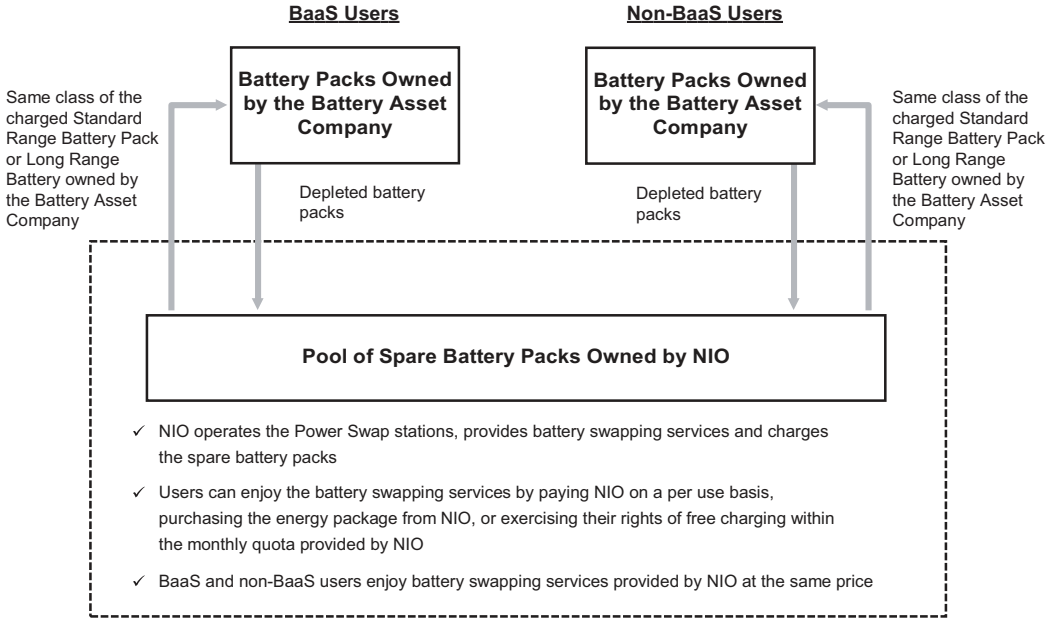 BaaS Users
Non-BaaS Users
Battery Packs Owned
by the Battery Asset
Company
Battery Packs Owned
by the Battery Asset
Company
Same class of the
charged Standard
Range Battery Pack
or Long Range
Battery owned by
the Battery Asset
Company
Depleted battery
packs
Depleted battery
packs
Same class of the
charged Standard
Range Battery Pack
or Long Range
Battery owned by
the Battery Asset
Company
Pool of Spare Battery Packs Owned by NIO
✓ NIO operates the Power Swap stations, provides battery swapping services and charges
the spare battery packs
✓ Users can enjoy the battery swapping services by paying NIO on a per use basis,
purchasing the energy package from NIO, or exercising their rights of free charging within
the monthly quota provided by NIO
✓ BaaS and non-BaaS users enjoy battery swapping services provided by NIO at the same price